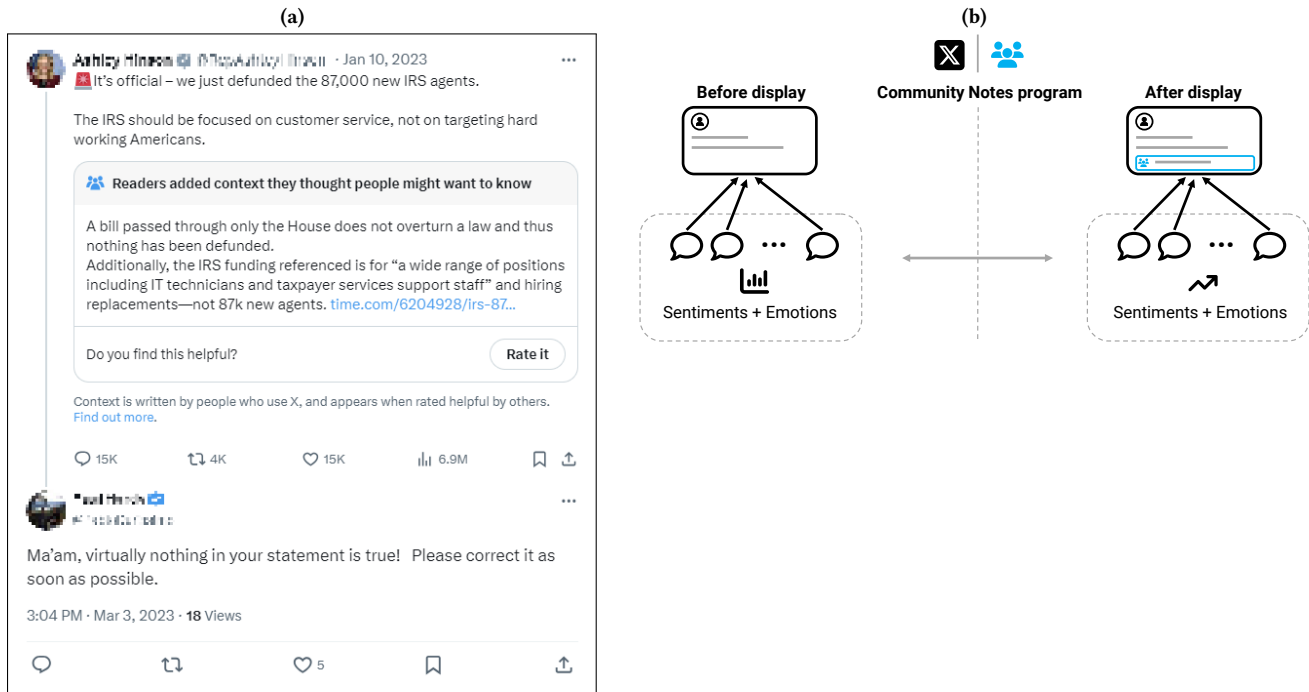 (a)
Jan 10, 2023
🚨It's official – we just defunded the 87,000 new IRS agents.
The IRS should be focused on customer service, not on targeting hard
working Americans.
Readers added context they thought people might want to know
A bill passed through only the House does not overturn a law and thus
nothing has been defunded.
Additionally, the IRS funding referenced is for “a wide range of positions
including IT technicians and taxpayer services support staff” and hiring
replacements—not 87k new agents. time.com/6204928/irs-87...
Do you find this helpful?
Rate it
Context is written by people who use X, and appears when rated helpful by others.
Find out more.
15K 4K 15K 6.9M
Ma'am, virtually nothing in your statement is true! Please correct it as
soon as possible.
3:04 PM · Mar 3, 2023 · 18 Views
5
(b)
X
Community Notes program
Before display
Sentiments + Emotions
After display
Sentiments + Emotions